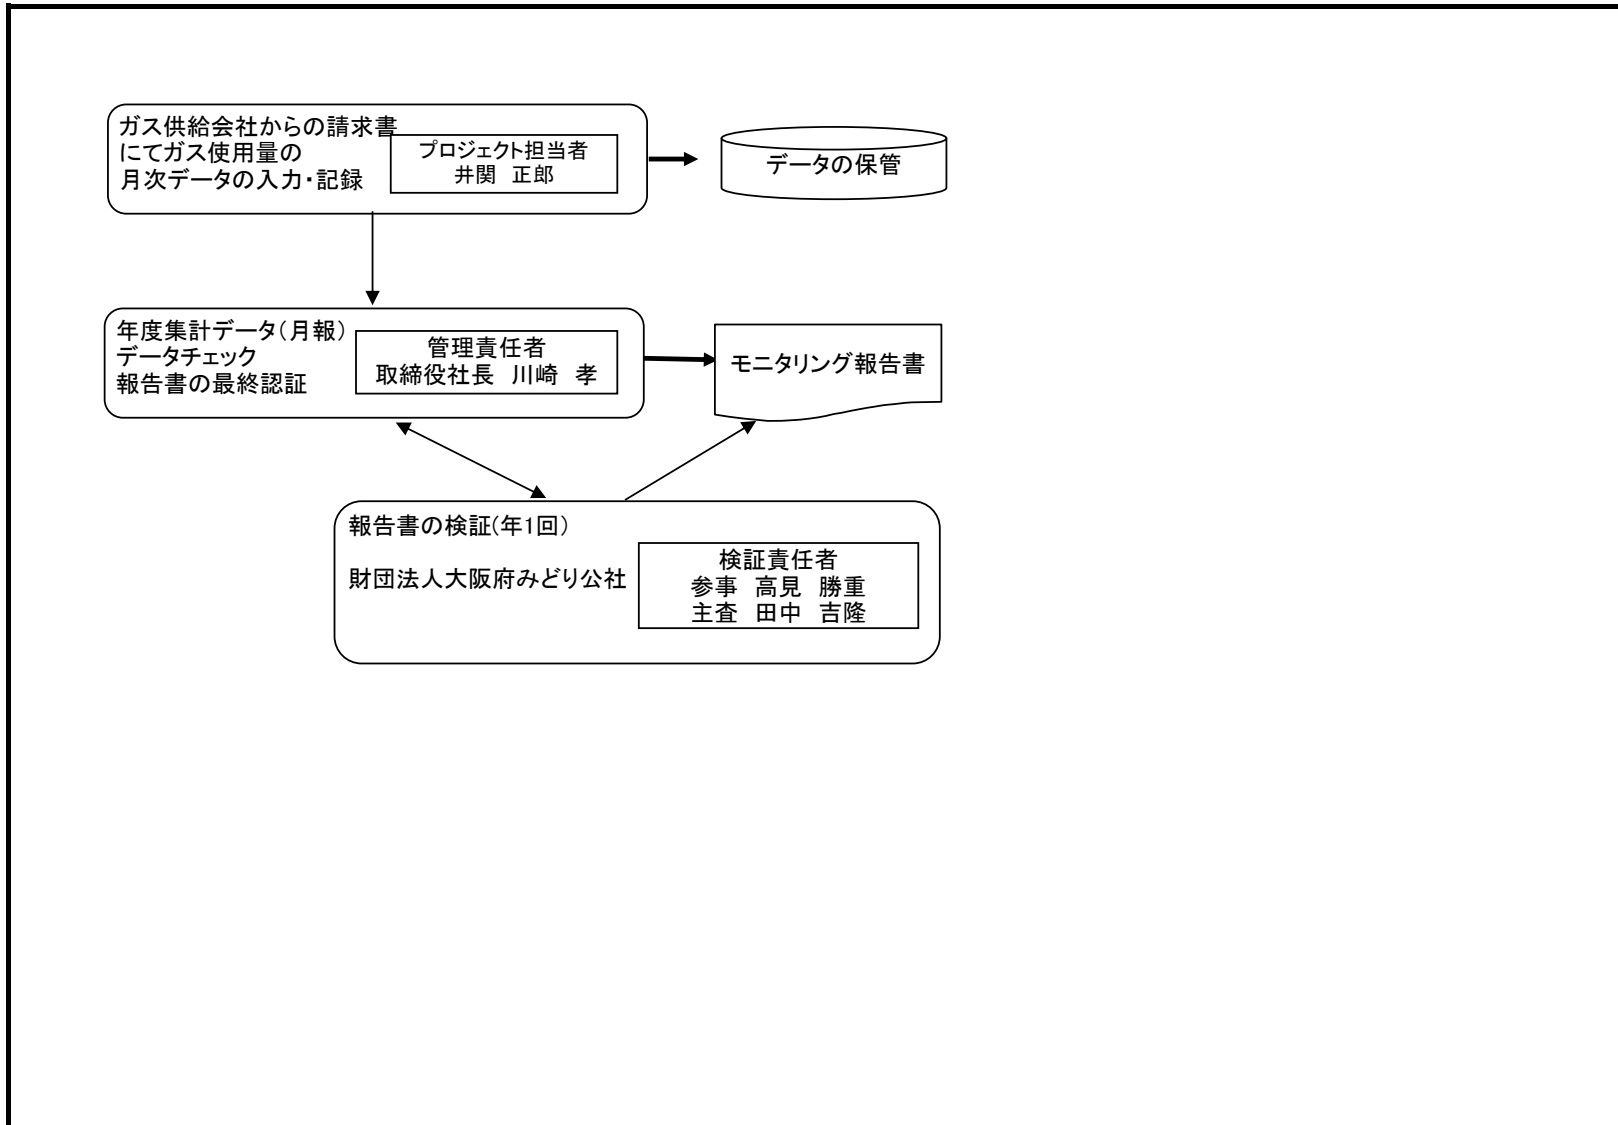 ガス供給会社からの請求書
にてガス使用量の
月次データの入力・記録
プロジェクト担当者
井関　正郎
データの保管
年度集計データ（月報）
データチェック
報告書の最終認証
管理責任者
取締役社長　川崎　孝
モニタリング報告書
報告書の検証(年1回）
財団法人大阪府みどり公社
検証責任者
参事　高見　勝重
主査　田中　吉隆